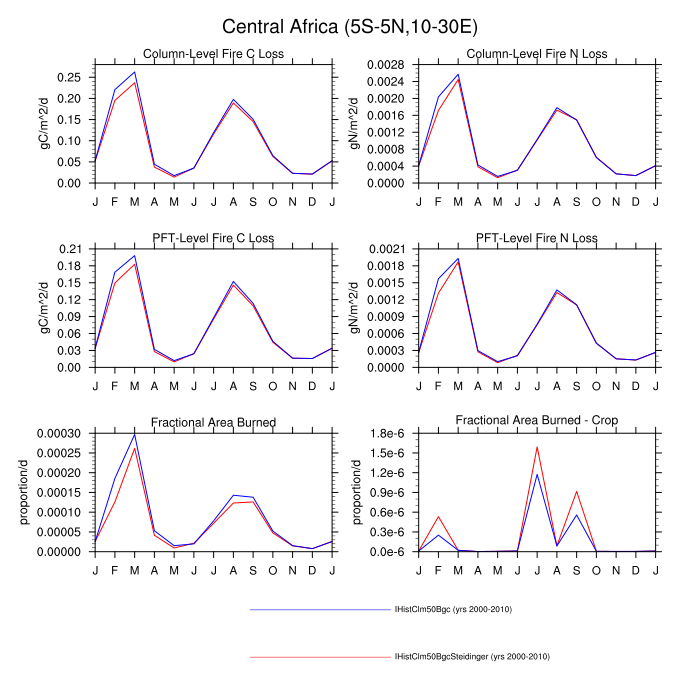 Central Africa (5S-5N,10-30E)
Column-Level Fire C Loss
gC/m^2/d
0.25
0.20
0.15
0.10
0.05
0.00
J F M A M J J A S O N D J
Column-Level Fire N Loss
gN/m^2/d
0.0028
0.0024
0.0020
0.0016
0.0012
0.0008
0.0004
0.0000
J F M A M J J A S O N D J
PFT-Level Fire C Loss
gC/m^2/d
0.21
0.18
0.15
0.12
0.09
0.06
0.03
0.00
J F M A M J J A S O N D J
PFT-Level Fire N Loss
gN/m^2/d
0.0021
0.0018
0.0015
0.0012
0.0009
0.0006
0.0003
0.0000
J F M A M J J A S O N D J
Fractional Area Burned
proportion/d
0.00030
0.00025
0.00020
0.00015
0.00010
0.00005
0.00000
J F M A M J J A S O N D J
Fractional Area Burned - Crop
proportion/d
1.8e-6
1.5e-6
1.2e-6
0.9e-6
0.6e-6
0.3e-6
0.0e-6
J F M A M J J A S O N D J
IHistClm50Bgc (yrs 2000-2010)
IHistClm50BgcSteidinger (yrs 2000-2010)